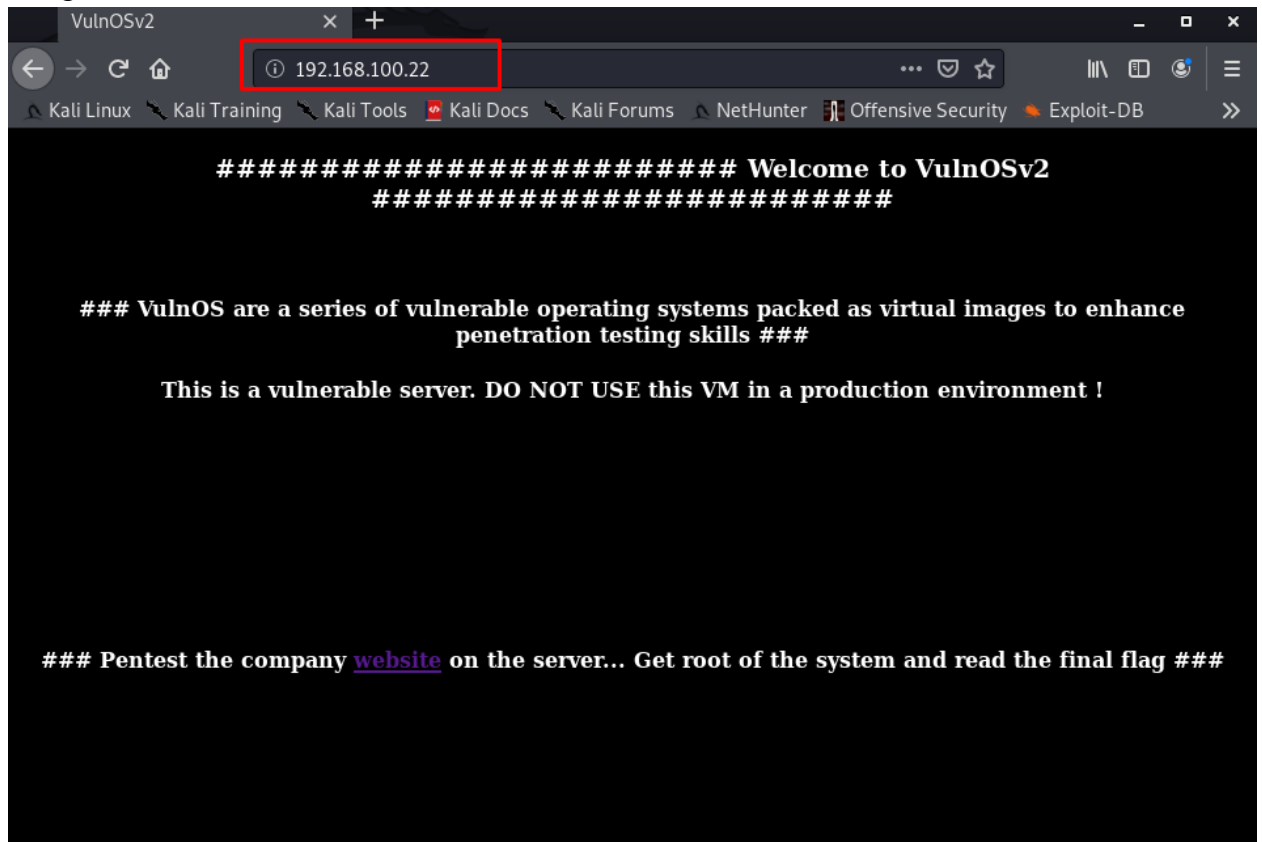 VulnOSv2
192.168.100.22
Kali Linux Kali Training Kali Tools Kali Docs Kali Forums NetHunter Offensive Security Exploit-DB
######################### Welcome to VulnOSv2
#########################
### VulnOS are a series of vulnerable operating systems packed as virtual images to enhance
penetration testing skills ###
This is a vulnerable server. DO NOT USE this VM in a production environment !
### Pentest the company website on the server... Get root of the system and read the final flag ###